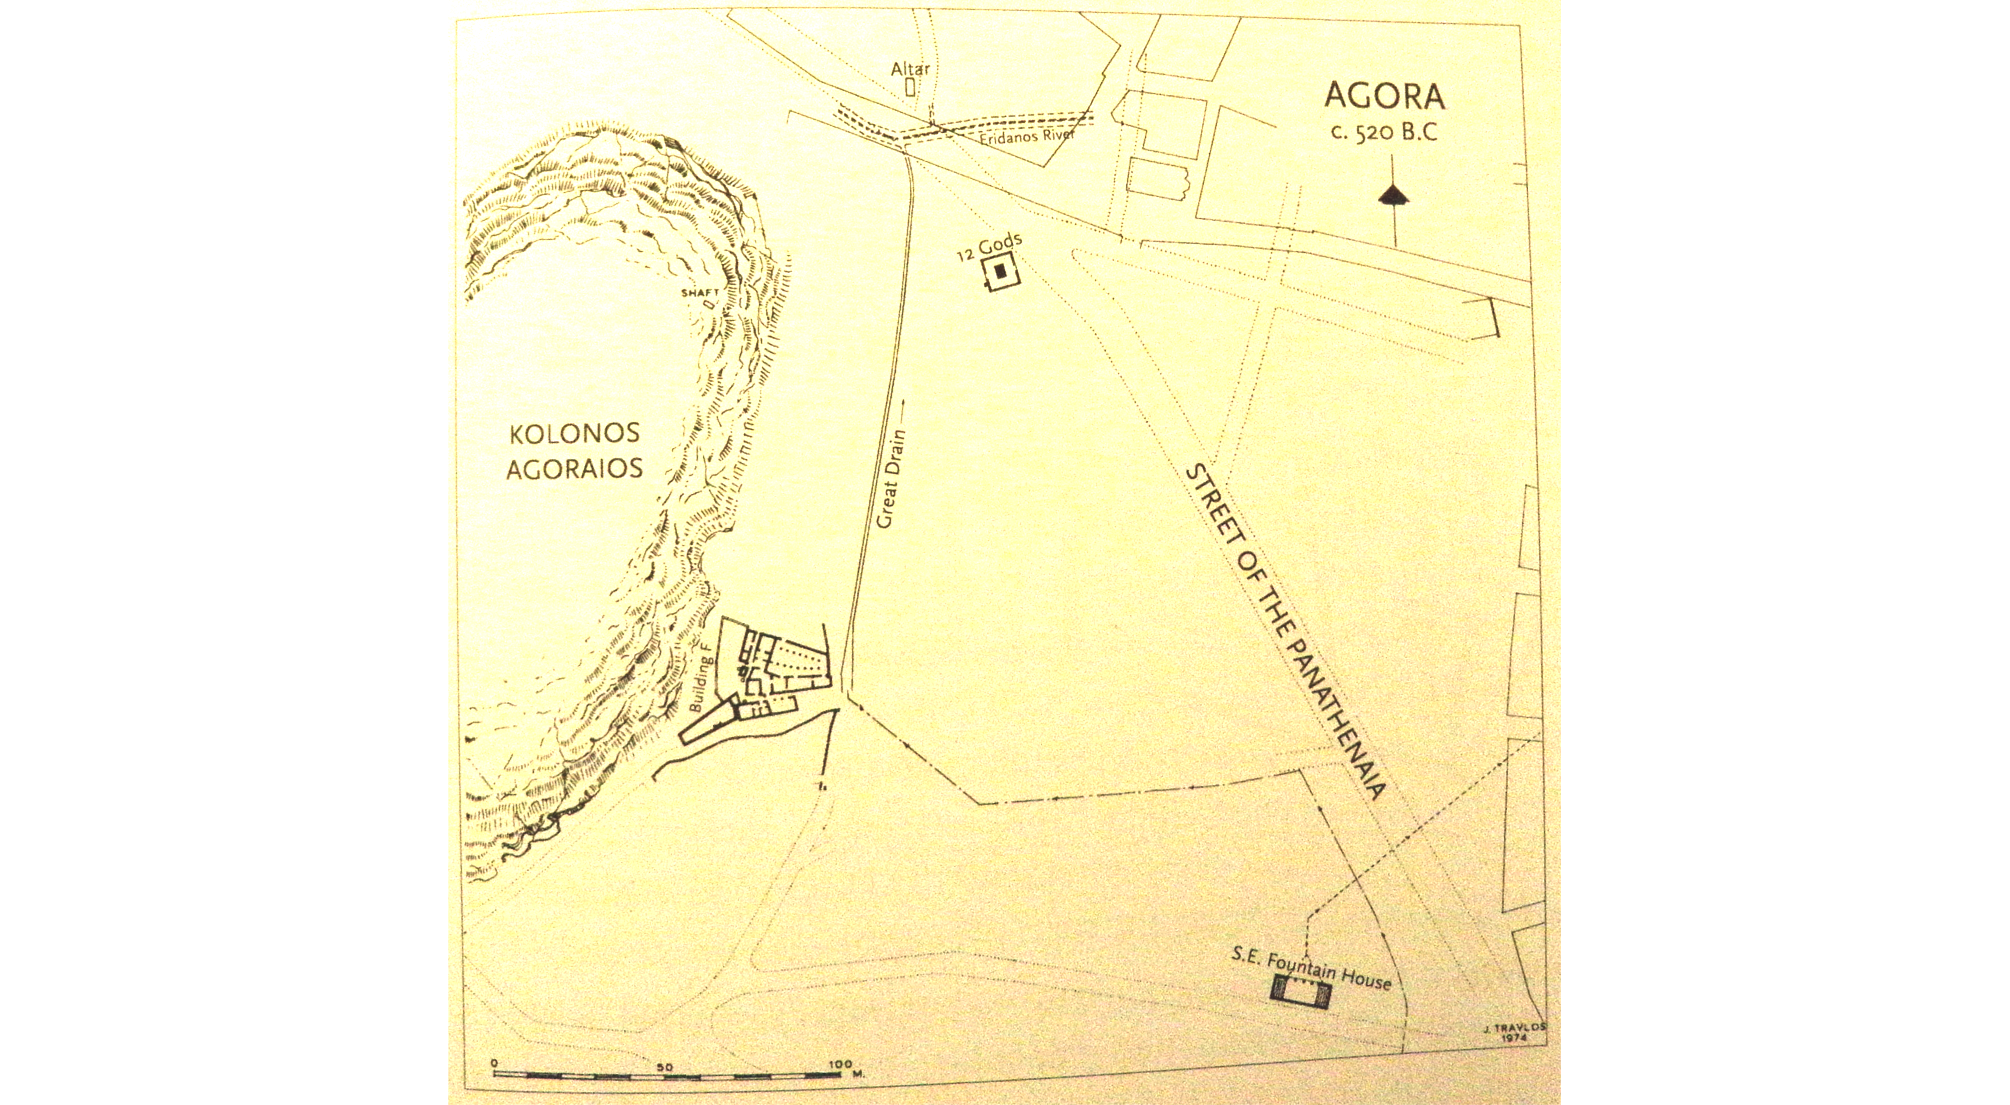 Altar
AGORA
c. 520 B.C
Eridanos River
12 Gods
SHAFT
KOLONOS
AGORAIOS
Great Drain
STREET OF THE PANATHENAIA
Building F
S.E. Fountain House
J. TRAVLOS
1974
0 50 100
M.